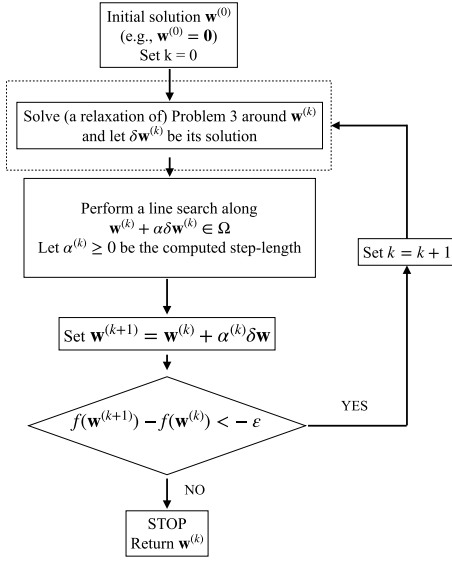 Initial solution 𝐰⁽⁰⁾
(e.g., 𝐰⁽⁰⁾ = 𝟎)
Set k = 0
Solve (a relaxation of) Problem 3 around 𝐰⁽ᵏ⁾
and let δ𝐰⁽ᵏ⁾ be its solution
Perform a line search along
𝐰⁽ᵏ⁾ + αδ𝐰⁽ᵏ⁾ ∈ Ω
Let α⁽ᵏ⁾ ≥ 0 be the computed step-length
Set k = k + 1
Set 𝐰⁽ᵏ⁺¹⁾ = 𝐰⁽ᵏ⁾ + α⁽ᵏ⁾δ𝐰
f(𝐰⁽ᵏ⁺¹⁾) – f(𝐰⁽ᵏ⁾) < – ε
YES
NO
STOP
Return 𝐰⁽ᵏ⁾